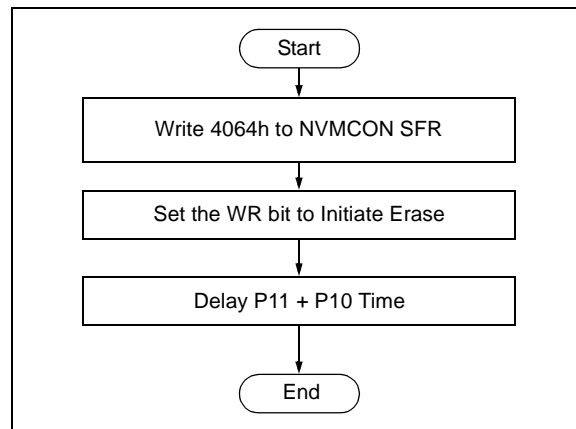 Start
Write 4064h to NVMCON SFR
Set the WR bit to Initiate Erase
Delay P11 + P10 Time
End